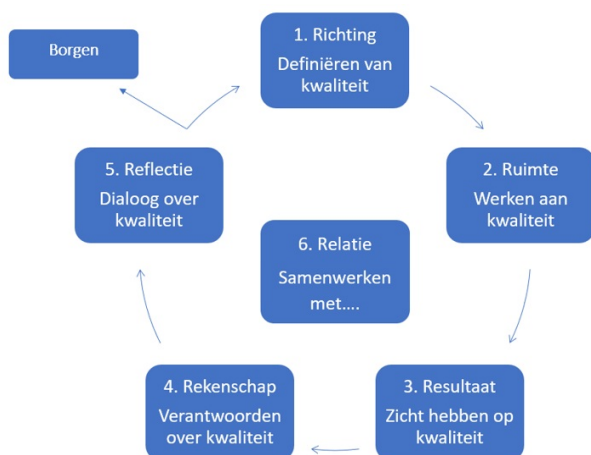 Borgen
1. Richting
Definiëren van
kwaliteit
2. Ruimte
Werken aan
kwaliteit
3. Resultaat
Zicht hebben op
kwaliteit
4. Rekenschap
Verantwoorden
over kwaliteit
5. Reflectie
Dialoog over
kwaliteit
6. Relatie
Samenwerken
met....